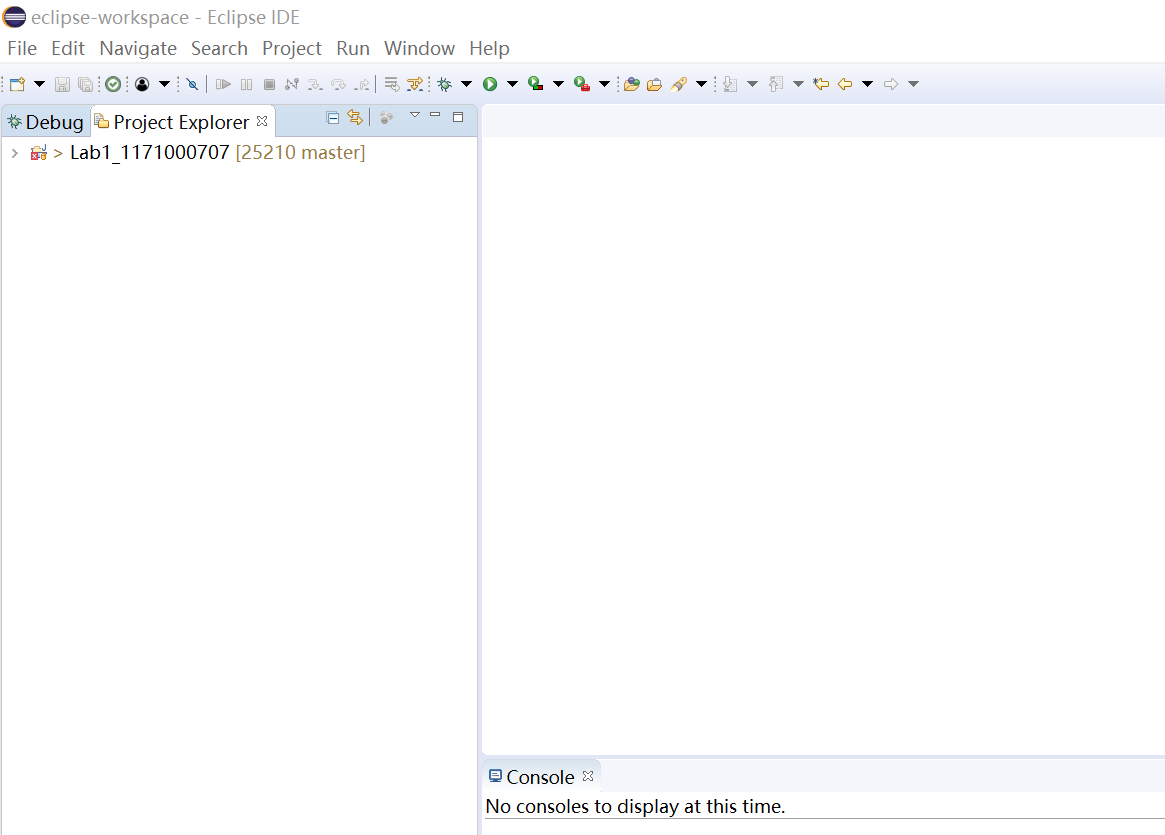 eclipse-workspace - Eclipse IDE
File Edit Navigate Search Project Run Window Help
Debug Project Explorer
> Lab1_1171000707 [25210 master]
Console
No consoles to display at this time.